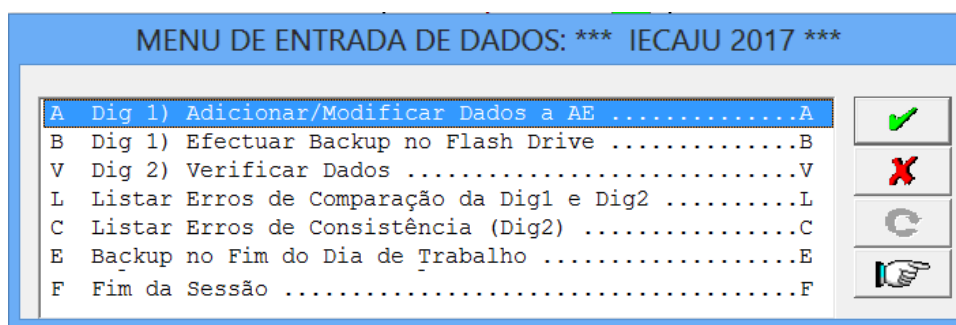 MENU DE ENTRADA DE DADOS: *** IECAJU 2017 ***
A Dig 1) Adicionar/Modificar Dados a AE ..............A
B Dig 1) Efectuar Backup no Flash Drive ..............B
V Dig 2) Verificar Dados .............................V
L Listar Erros de Comparação da Dig1 e Dig2 ..........L
C Listar Erros de Consistência (Dig2) ................C
E Backup no Fim do Dia de Trabalho ...................E
F Fim da Sessão ......................................F